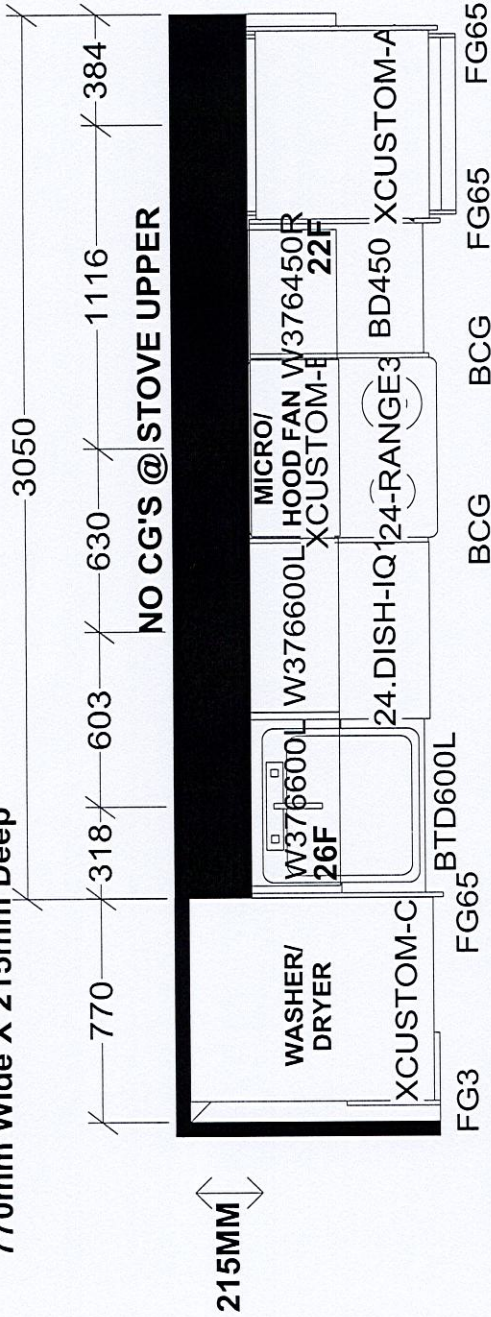 770mm Wide X 215mm Deep
3050
770
318
603
630
1116
384
NO CG'S @ STOVE UPPER
215MM
WASHER/
DRYER
XCUSTOM-C
W376600L
26F
W376600L
MICRO/
HOOD FAN
XCUSTOM-B
W376450R
22F
24.DISH-IQ1
24-RANGE3
BD450
XCUSTOM-A
BTD600L
FG3
FG65
BCG
BCG
FG65
FG65